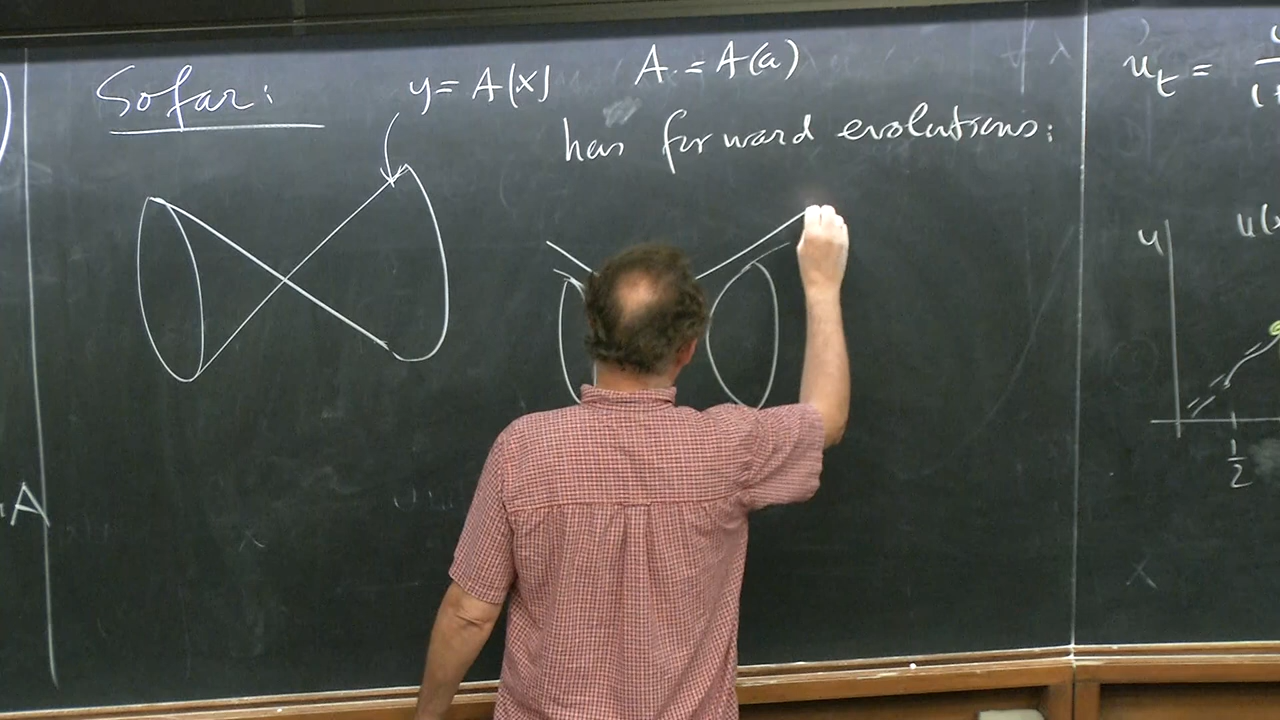 So far:
y = A|x|
A. = A(a)
has forward evolutions:
A
u_t =
u
u(x
1/2